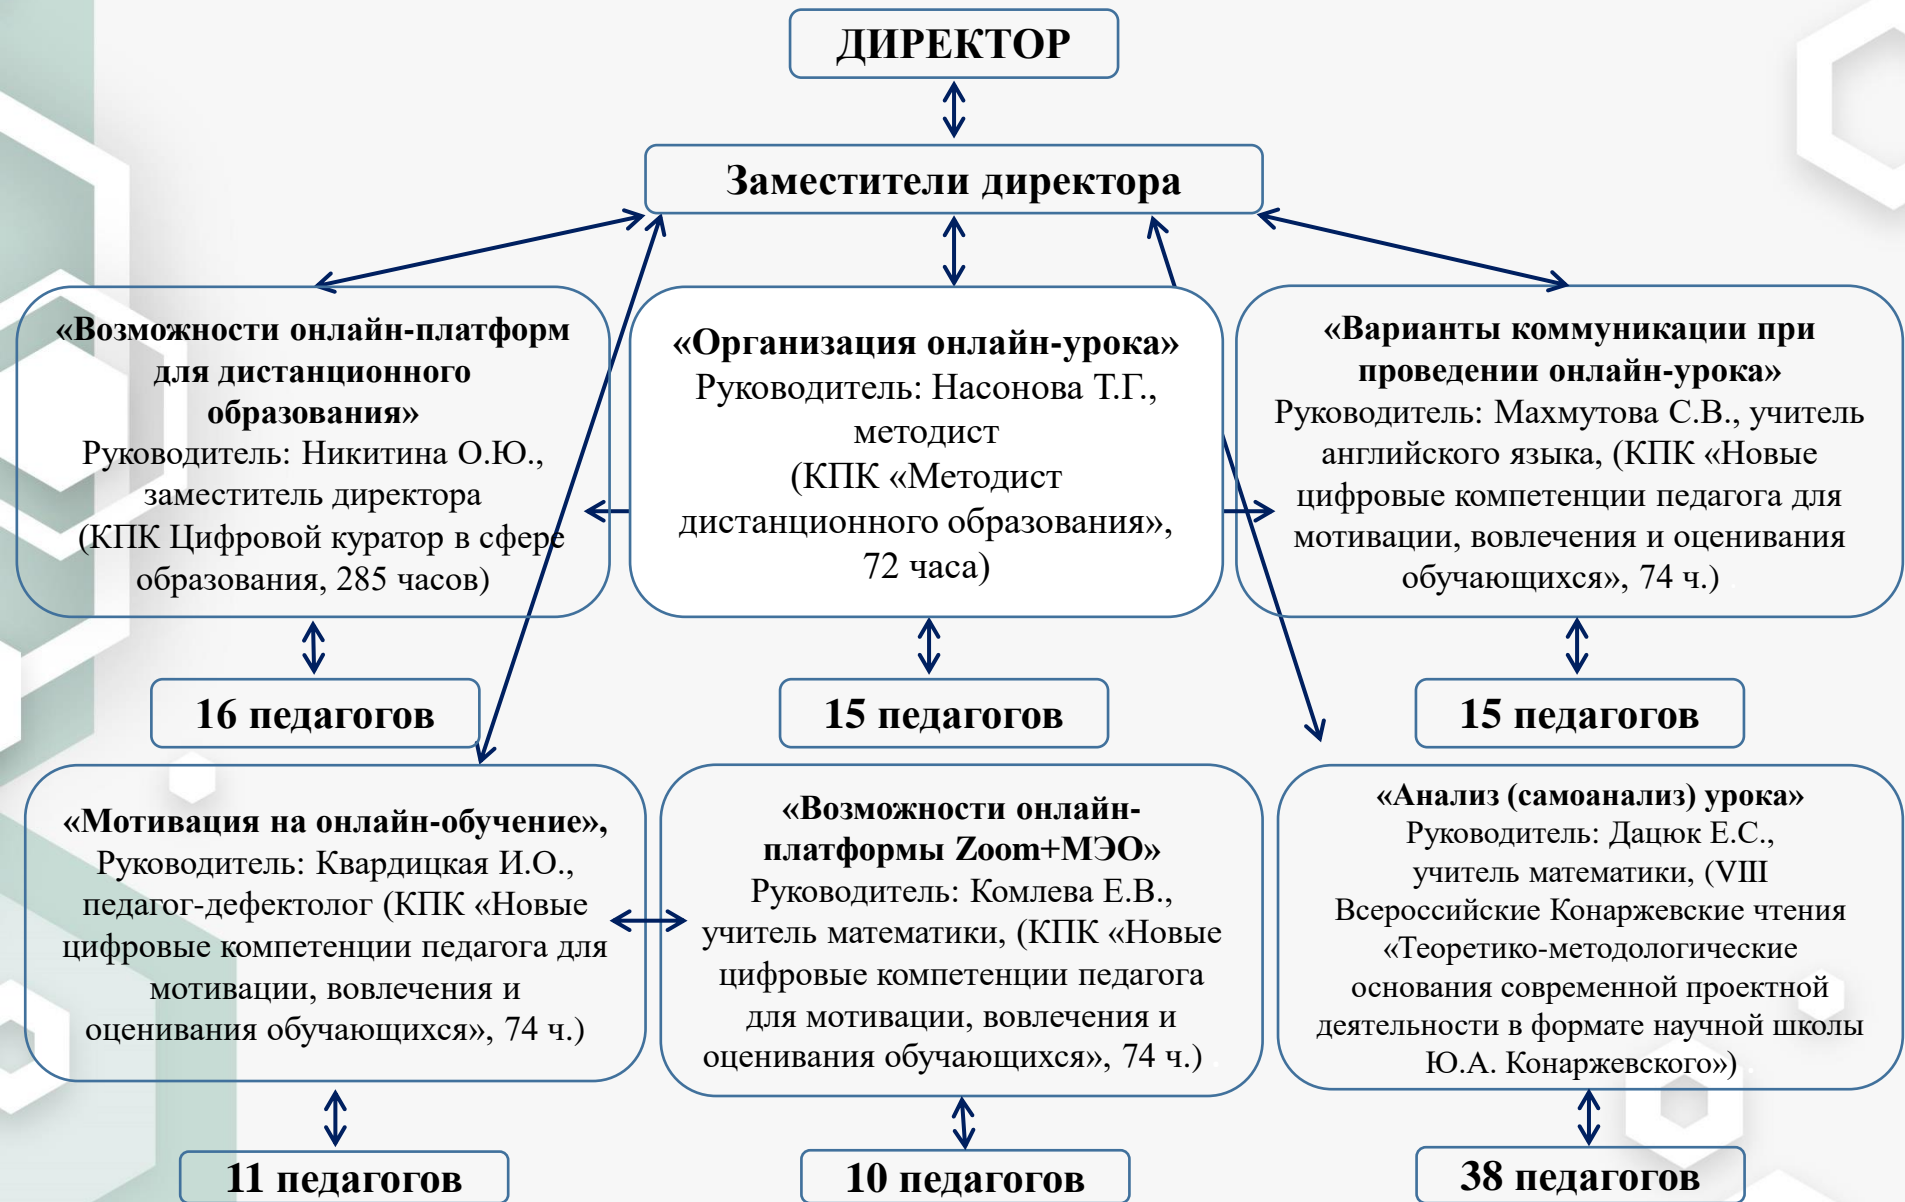 ДИРЕКТОР
Заместители директора
«Возможности онлайн-платформ
для дистанционного
образования»
Руководитель: Никитина О.Ю.,
заместитель директора
(КПК Цифровой куратор в сфере
образования, 285 часов)
«Организация онлайн-урока»
Руководитель: Насонова Т.Г.,
методист
(КПК «Методист
дистанционного образования»,
72 часа)
«Варианты коммуникации при
проведении онлайн-урока»
Руководитель: Махмутова С.В., учитель
английского языка, (КПК «Новые
цифровые компетенции педагога для
мотивации, вовлечения и оценивания
обучающихся», 74 ч.)
16 педагогов
15 педагогов
15 педагогов
«Мотивация на онлайн-обучение»,
Руководитель: Квардицкая И.О.,
педагог-дефектолог (КПК «Новые
цифровые компетенции педагога для
мотивации, вовлечения и
оценивания обучающихся», 74 ч.)
«Возможности онлайн-
платформы Zoom+МЭО»
Руководитель: Комлева Е.В.,
учитель математики, (КПК «Новые
цифровые компетенции педагога
для мотивации, вовлечения и
оценивания обучающихся», 74 ч.)
«Анализ (самоанализ) урока»
Руководитель: Дацюк Е.С.,
учитель математики, (VIII
Всероссийские Конаржевские чтения
«Теоретико-методологические
основания современной проектной
деятельности в формате научной школы
Ю.А. Конаржевского»)
11 педагогов
10 педагогов
38 педагогов